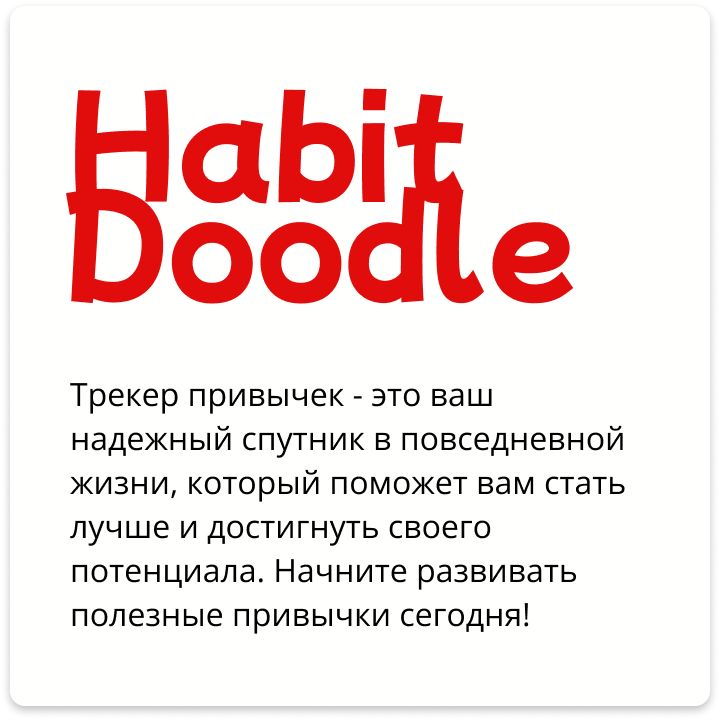 Habit
Doodle
Трекер привычек - это ваш
надежный спутник в повседневной
жизни, который поможет вам стать
лучше и достигнуть своего
потенциала. Начните развивать
полезные привычки сегодня!